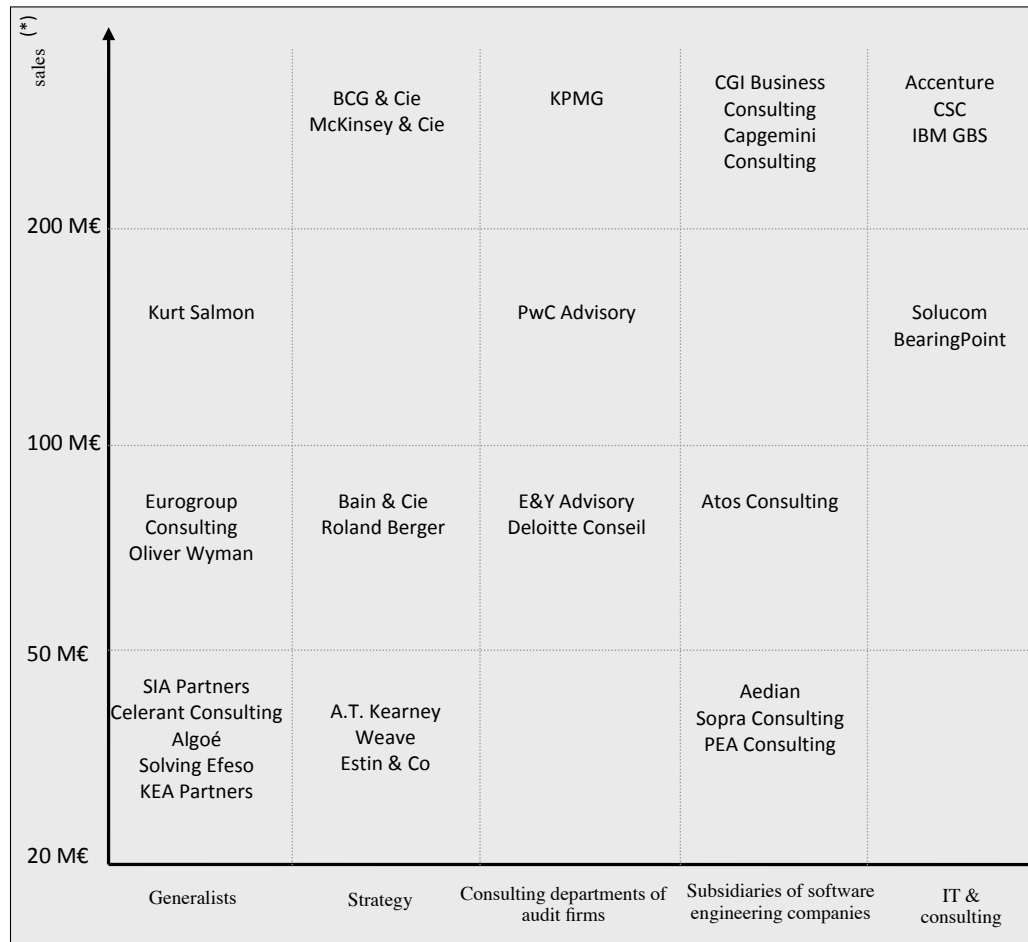 sales (*)
BCG & Cie
McKinsey & Cie
KPMG
CGI Business
Consulting
Capgemini
Consulting
Accenture
CSC
IBM GBS
200 M€
Kurt Salmon
PwC Advisory
Solucom
BearingPoint
100 M€
Eurogroup
Consulting
Oliver Wyman
Bain & Cie
Roland Berger
E&Y Advisory
Deloitte Conseil
Atos Consulting
50 M€
SIA Partners
Celerant Consulting
Algoé
Solving Efeso
KEA Partners
A.T. Kearney
Weave
Estin & Co
Aedian
Sopra Consulting
PEA Consulting
20 M€
Generalists
Strategy
Consulting departments of
audit firms
Subsidiaries of software
engineering companies
IT &
consulting